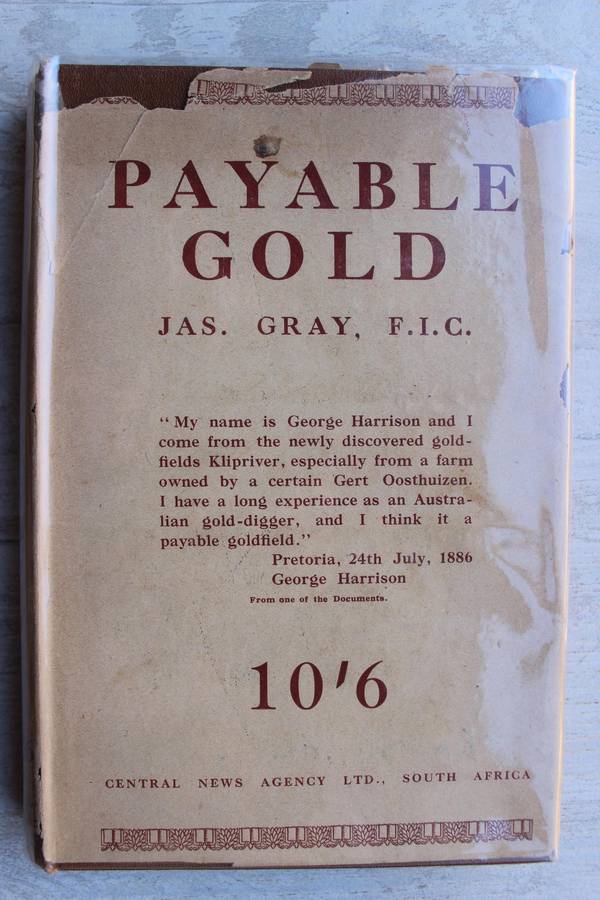 PAYABLE
GOLD
JAS. GRAY, F.I.C.
“My name is George Harrison and I
come from the newly discovered gold-
fields Klipriver, especially from a farm
owned by a certain Gert Oosthuizen.
I have a long experience as an Austra-
lian gold-digger, and I think it a
payable goldfield.”
Pretoria, 24th July, 1886
George Harrison
From one of the Documents.
10'6
CENTRAL NEWS AGENCY LTD., SOUTH AFRICA